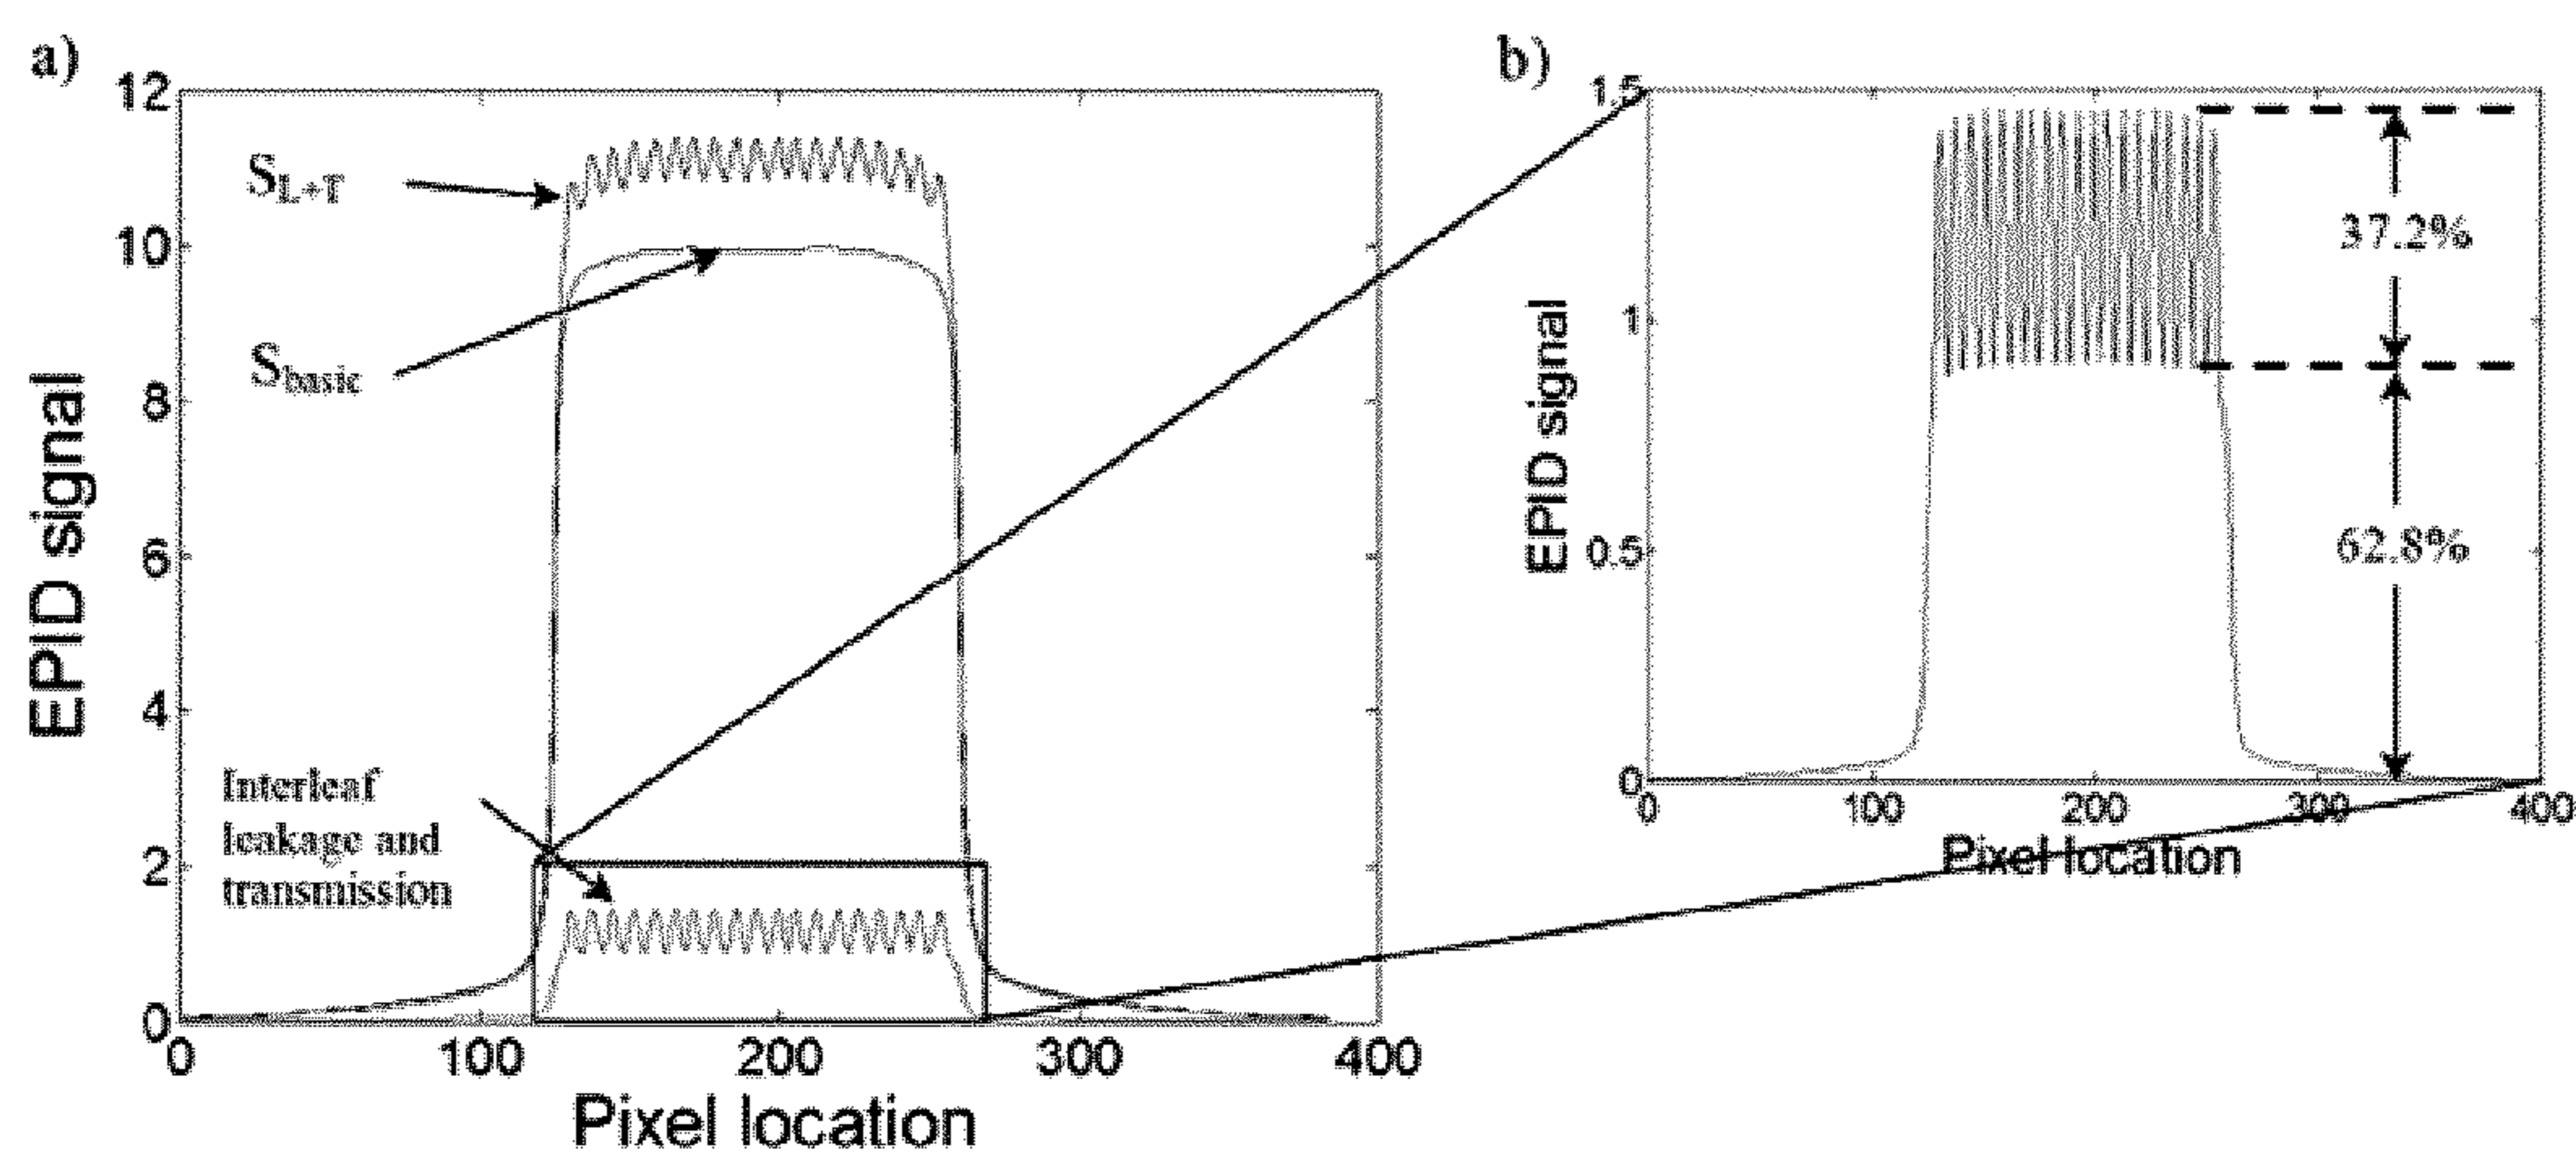 a)
12
10
8
6
4
2
0
EPID signal
S_L+T
S_basic
Interleaf
leakage and
transmission
0 100 200 300 400
Pixel location
b)
1.5
1
0.5
0
EPID signal
37.2%
62.8%
0 100 200 300 400
Pixel location